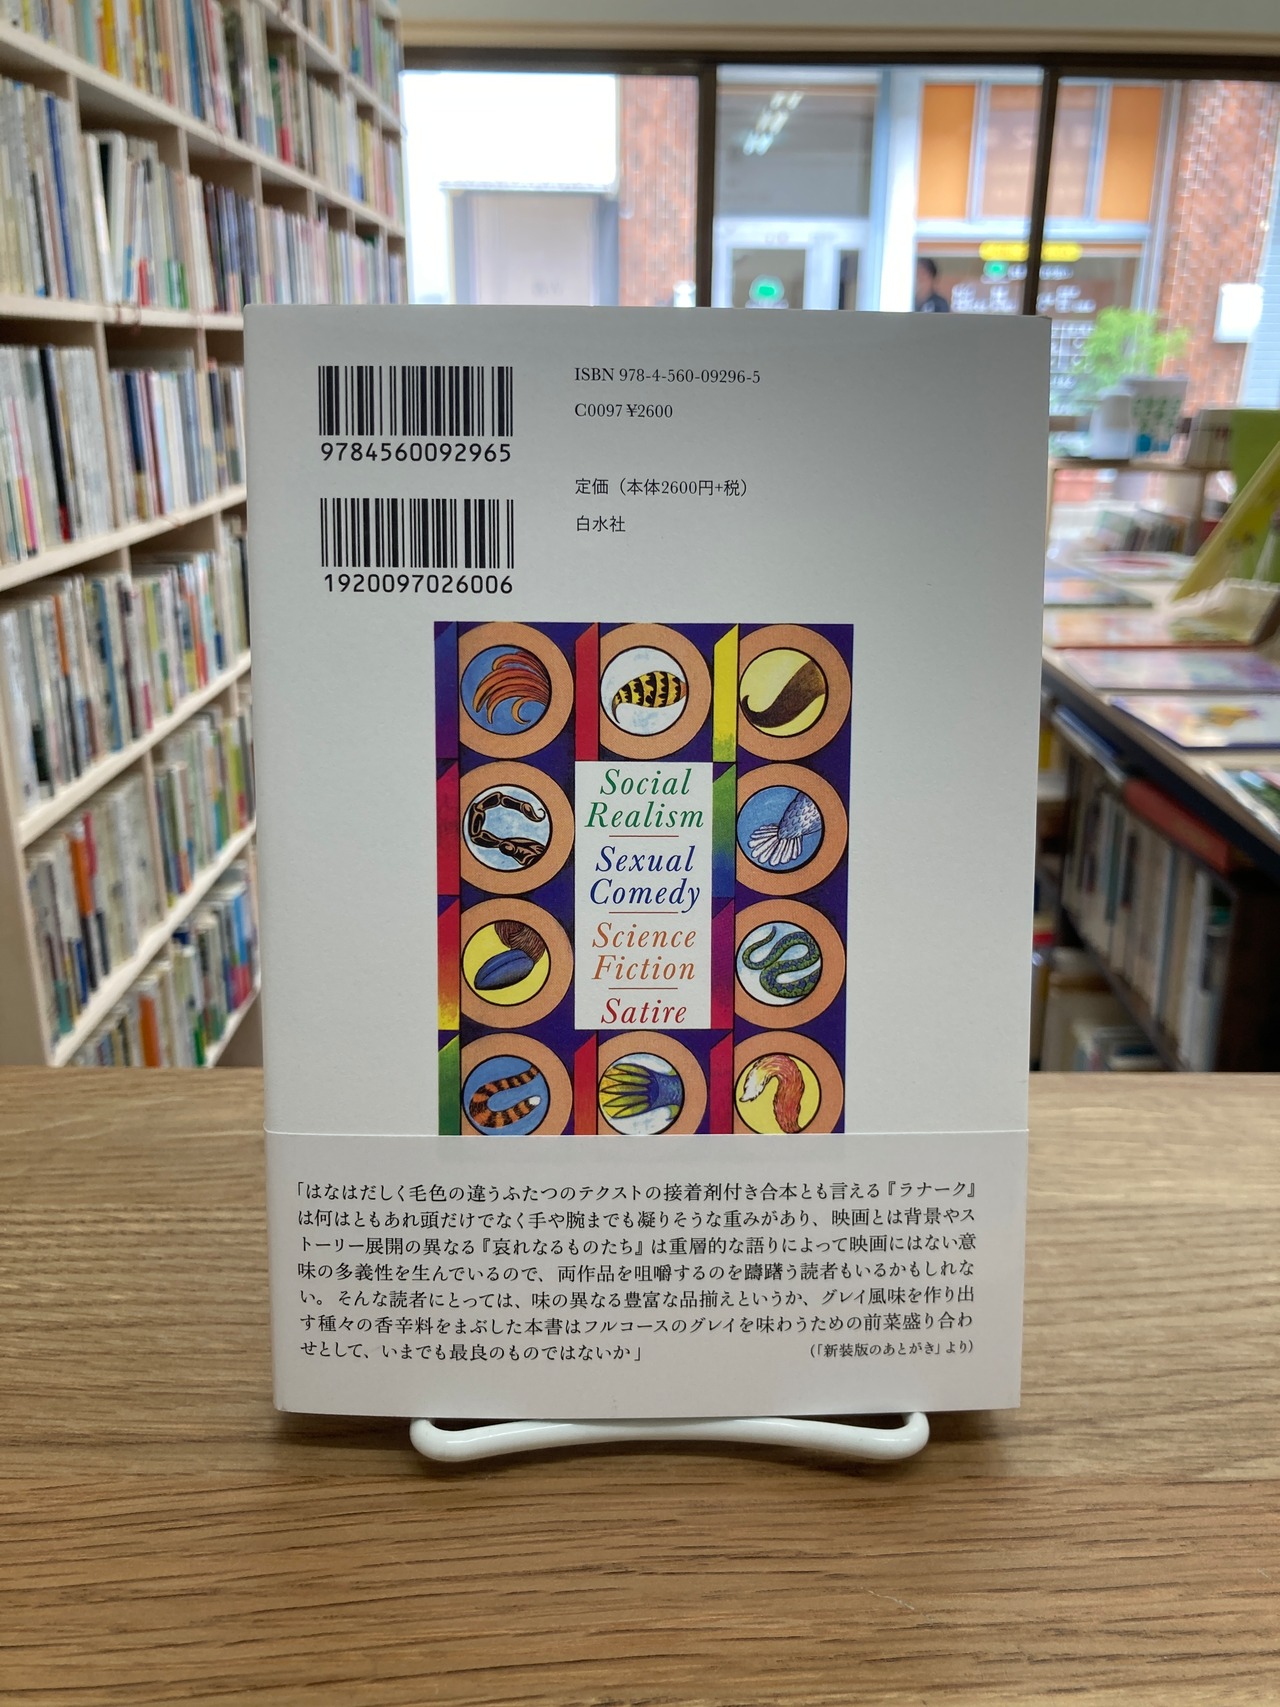 9784560092965
1920097026006
ISBN 978-4-560-09296-5
C0097 ¥2600
定価（本体2600円+税）
白水社
Social
Realism
Sexual
Comedy
Science
Fiction
Satire
「はなはだしく毛色の違うふたつのテクストの接着剤付き合本とも言える『ラナーク』
は何はともあれ頭だけでなく手や腕までも凝りそうな重みがあり、映画とは背景やス
トーリー展開の異なる『哀れなるものたち』は重層的な語りによって映画にはない意
味の多義性を生んでいるので、両作品を咀嚼するのを躊躇う読者もいるかもしれな
い。そんな読者にとっては、味の異なる豊富な品揃えというか、グレイ風味を作り出
す種々の香辛料をまぶした本書はフルコースのグレイを味わうための前菜盛り合わ
せとして、いまでも最良のものではないか」
（「新装版のあとがき」より）